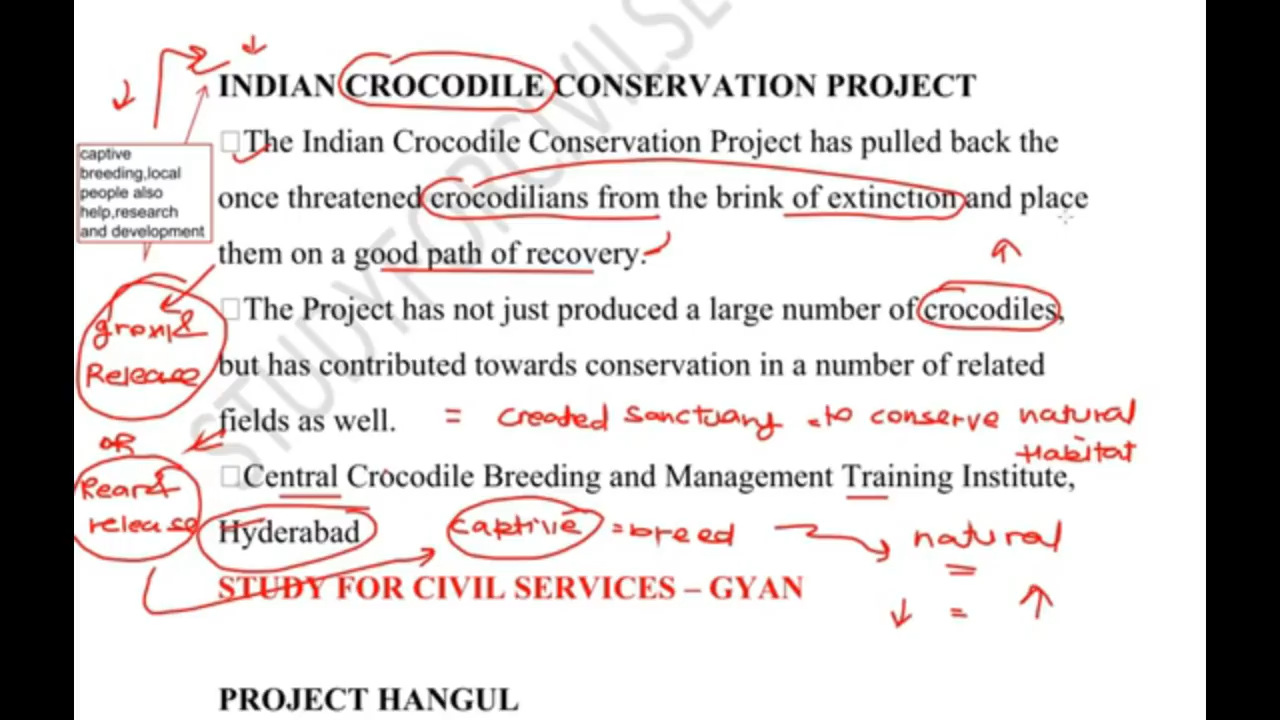 INDIAN CROCODILE CONSERVATION PROJECT
captive
breeding,local
people also
help,research
and development
The Indian Crocodile Conservation Project has pulled back the
once threatened crocodilians from the brink of extinction and place
them on a good path of recovery.
The Project has not just produced a large number of crocodiles,
but has contributed towards conservation in a number of related
fields as well. = created sanctuary - to conserve natural
Habitat
&
Release
OR
Rear &
release
Central Crocodile Breeding and Management Training Institute,
Hyderabad captive = breed natural
=
STUDY FOR CIVIL SERVICES – GYAN
PROJECT HANGUL
STUDYFORCIVILSE